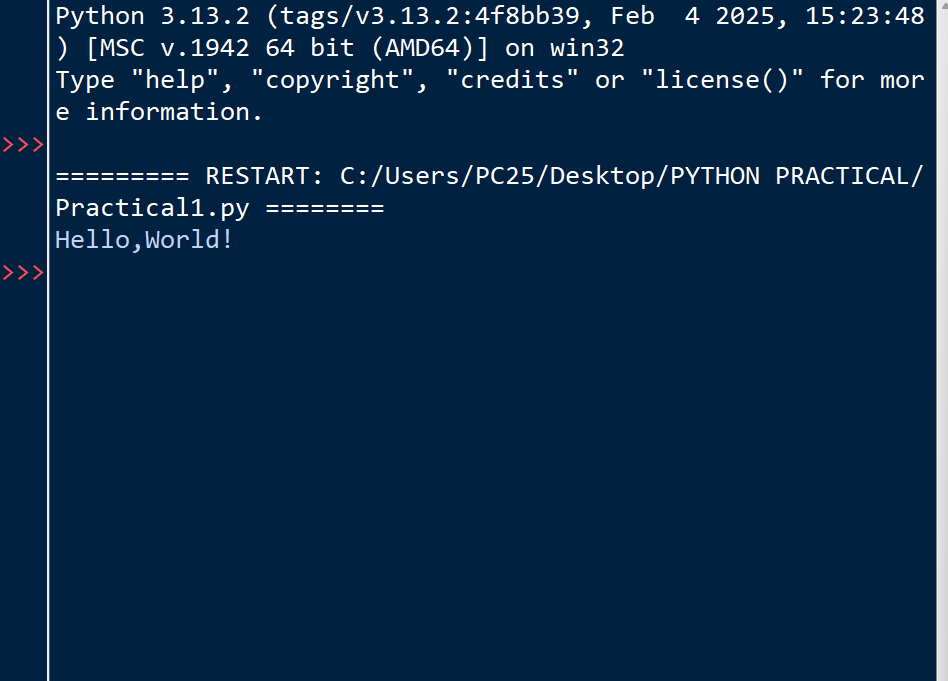 Python 3.13.2 (tags/v3.13.2:4f8bb39, Feb  4 2025, 15:23:48
) [MSC v.1942 64 bit (AMD64)] on win32
Type "help", "copyright", "credits" or "license()" for mor
e information.
>>>
========= RESTART: C:/Users/PC25/Desktop/PYTHON PRACTICAL/
Practical1.py ========
Hello,World!
>>>